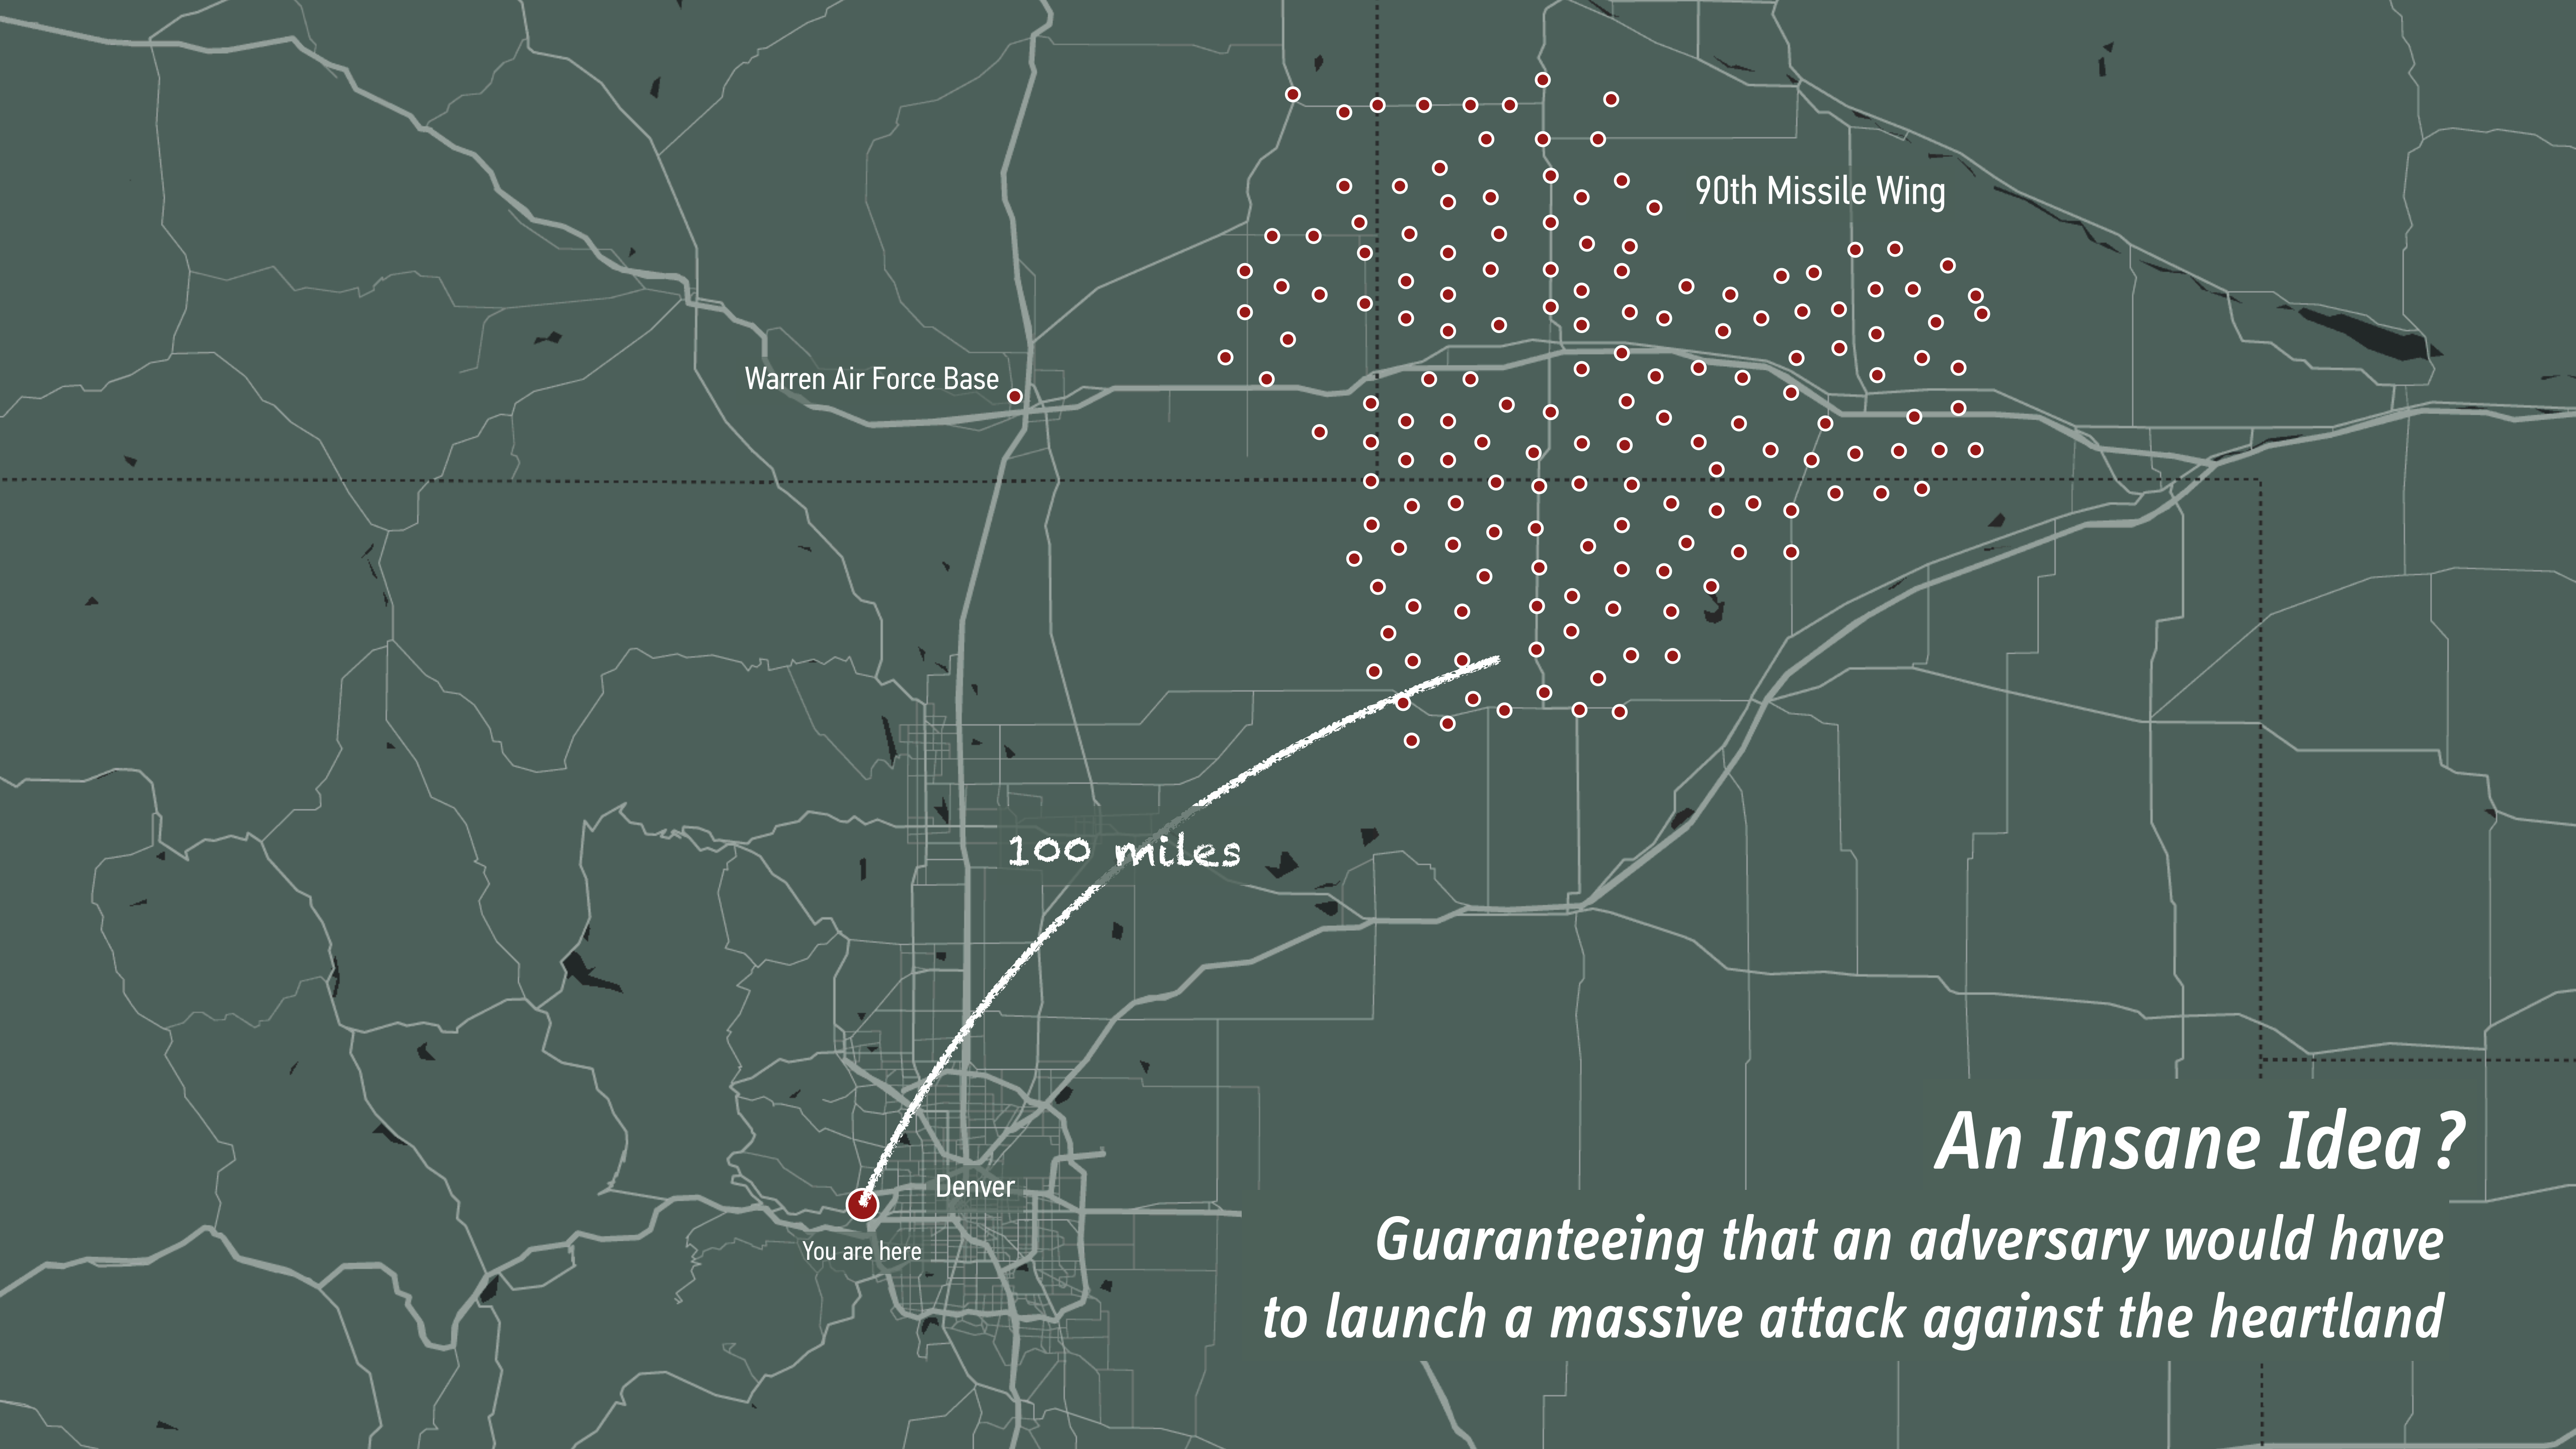 90th Missile Wing
Warren Air Force Base
100 miles
Denver
You are here
An Insane Idea?
Guaranteeing that an adversary would have
to launch a massive attack against the heartland